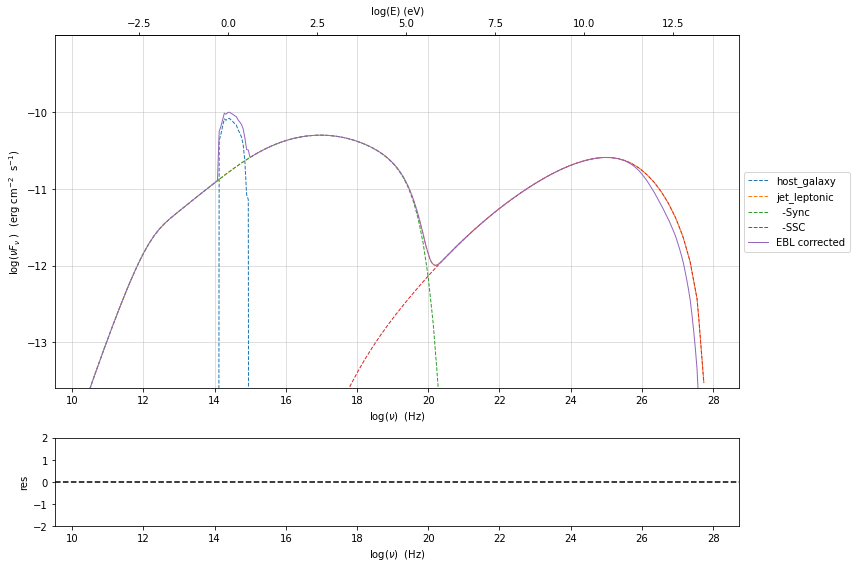 log(E) (eV)
−2.5 0.0 2.5 5.0 7.5 10.0 12.5
log(νFν ) (erg cm⁻² s⁻¹)
−10
−11
−12
−13
10 12 14 16 18 20 22 24 26 28
log(ν) (Hz)
host_galaxy
jet_leptonic
-Sync
-SSC
EBL corrected
res
2
1
0
−1
−2
10 12 14 16 18 20 22 24 26 28
log(ν) (Hz)